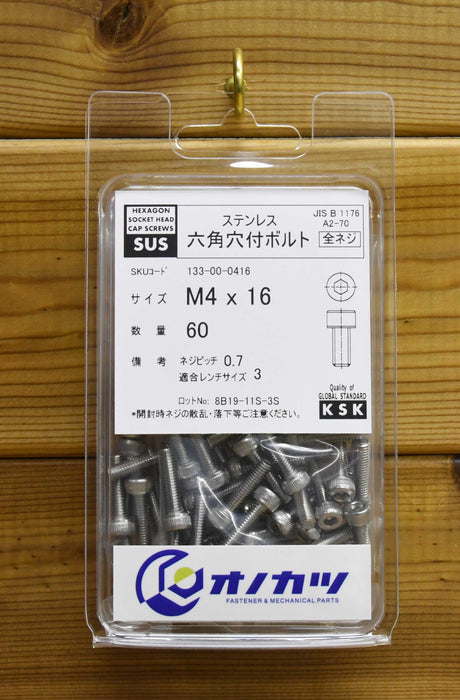 HEXAGON
SOCKET HEAD
CAP SCREWS
SUS
ステンレス
六角穴付ボルト
JIS B 1176
A2-70
全ネジ
SKUコード 133-00-0416
サイズ M4 x 16
数量 60
備考 ネジピッチ 0.7
適合レンチサイズ 3
ロットNo: 8B19-11S-3S
*開封時ネジの散乱・落下等ご注意ください。
Quality of
GLOBAL STANDARD
KSK
オノカツ
FASTENER & MECHANICAL PARTS